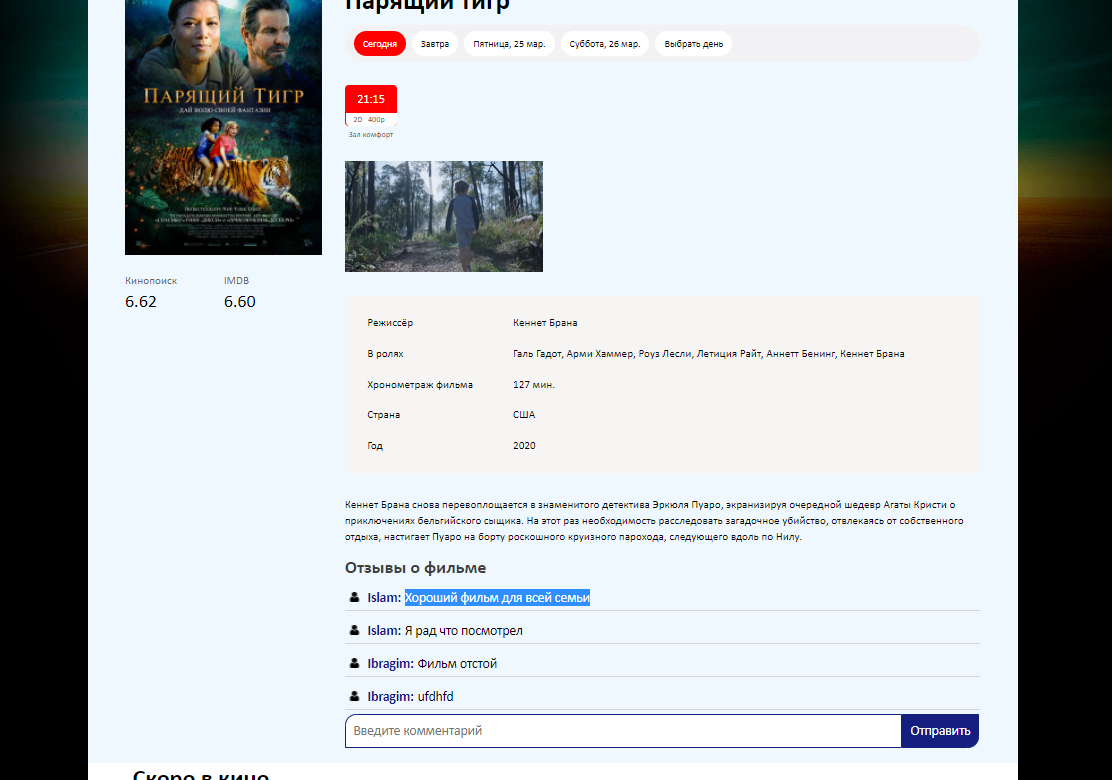 Парящий тигр
Сегодня
Завтра
Пятница, 25 мар.
Суббота, 26 мар.
Выбрать день
21:15
2D 400р
Зал комфорт
ПАРЯЩИЙ ТИГР
ДАЙ ВОЛЮ СВОЕЙ ФАНТАЗИИ
Кинопоиск
IMDB
6.62
6.60
Режиссёр
Кеннет Брана
В ролях
Галь Гадот, Арми Хаммер, Роуз Лесли, Летиция Райт, Аннетт Бенинг, Кеннет Брана
Хронометраж фильма
127 мин.
Страна
США
Год
2020
Кеннет Брана снова перевоплощается в знаменитого детектива Эркюля Пуаро, экранизируя очередной шедевр Агаты Кристи о
приключениях бельгийского сыщика. На этот раз необходимость расследовать загадочное убийство, отвлекаясь от собственного
отдыха, настигает Пуаро на борту роскошного круизного парохода, следующего вдоль по Нилу.
Отзывы о фильме
Islam: Хороший фильм для всей семьи
Islam: Я рад что посмотрел
Ibragim: Фильм отстой
Ibragim: ufdhfd
Введите комментарий
Отправить
Скоро в кино